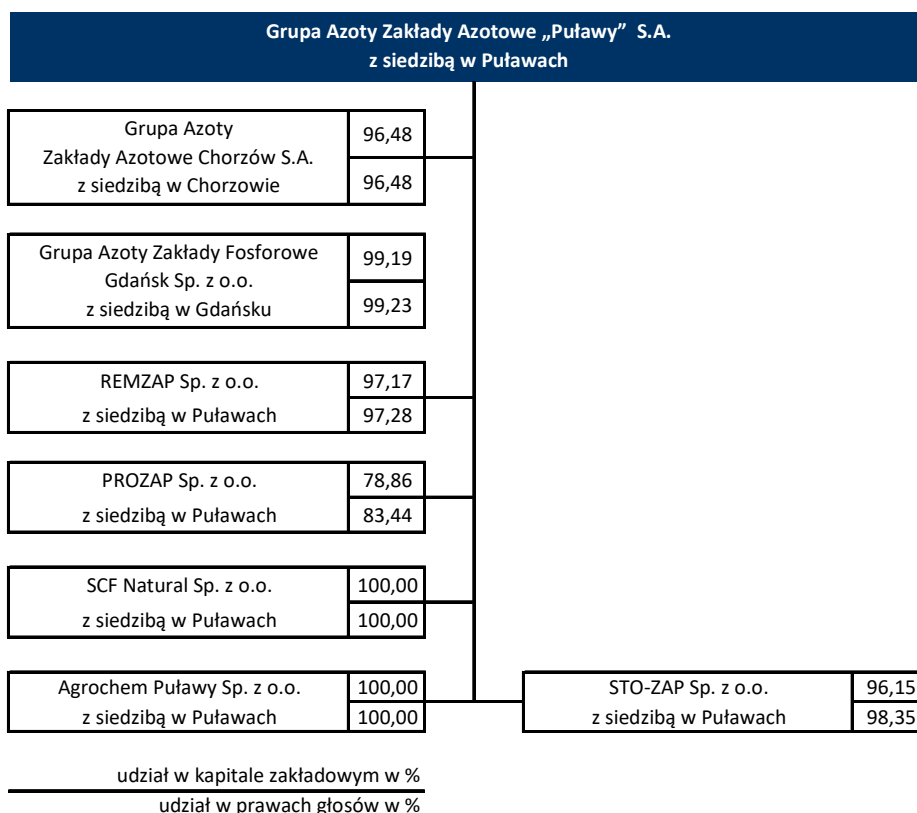 Grupa Azoty Zakłady Azotowe „Puławy” S.A.
z siedzibą w Puławach
Grupa Azoty
Zakłady Azotowe Chorzów S.A.
z siedzibą w Chorzowie
96,48
96,48
Grupa Azoty Zakłady Fosforowe
Gdańsk Sp. z o.o.
z siedzibą w Gdańsku
99,19
99,23
REMZAP Sp. z o.o.
z siedzibą w Puławach
97,17
97,28
PROZAP Sp. z o.o.
z siedzibą w Puławach
78,86
83,44
SCF Natural Sp. z o.o.
z siedzibą w Puławach
100,00
100,00
Agrochem Puławy Sp. z o.o.
z siedzibą w Puławach
100,00
100,00
STO-ZAP Sp. z o.o.
z siedzibą w Puławach
96,15
98,35
udział w kapitale zakładowym w %
udział w prawach głosów w %